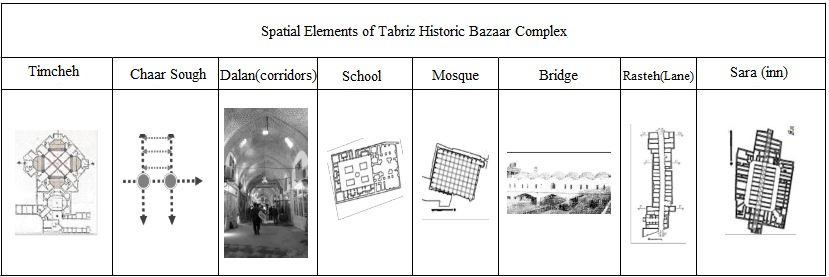 Spatial Elements of Tabriz Historic Bazaar Complex
Timcheh
Chaar Sough
Dalan(corridors)
School
Mosque
Bridge
Rasteh(Lane)
Sara (inn)